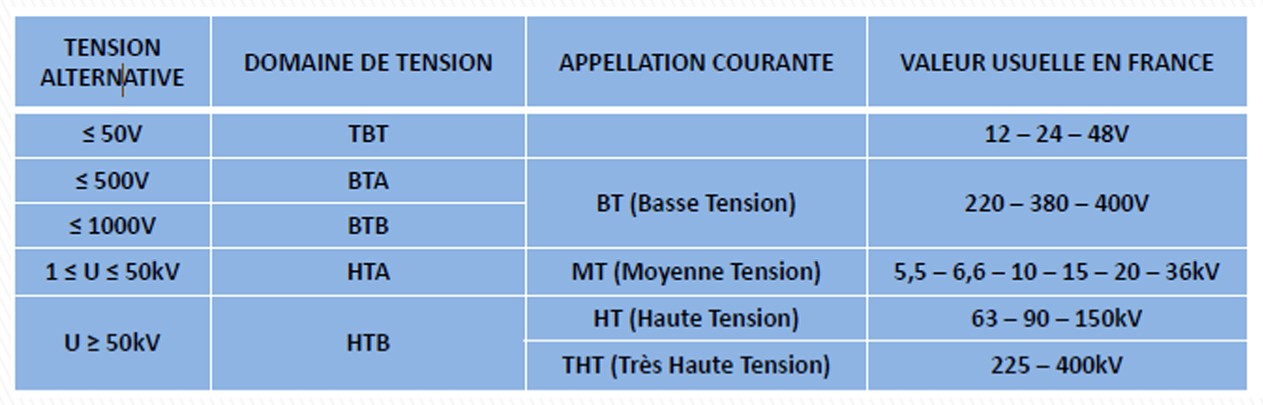 TENSION
ALTERNATIVE
DOMAINE DE TENSION
APPELLATION COURANTE
VALEUR USUELLE EN FRANCE
≤ 50V
TBT
12 – 24 – 48V
≤ 500V
BTA
BT (Basse Tension)
220 – 380 – 400V
≤ 1000V
BTB
1 ≤ U ≤ 50kV
HTA
MT (Moyenne Tension)
5,5 – 6,6 – 10 – 15 – 20 – 36kV
U ≥ 50kV
HTB
HT (Haute Tension)
63 – 90 – 150kV
THT (Très Haute Tension)
225 – 400kV